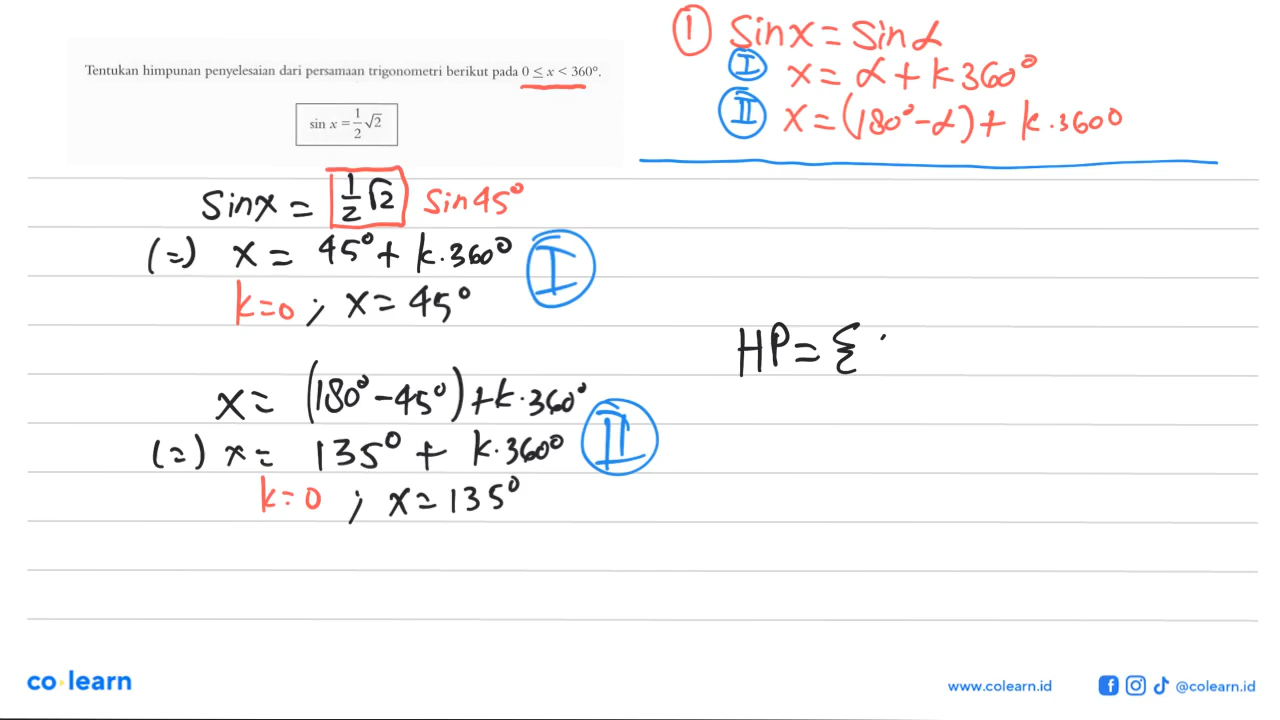 Tentukan himpunan penyelesaian dari persamaan trigonometri berikut pada 0 ≤ x < 360°.
sin x = 1/2 √2
① Sin x = Sin α
Ⅰ x = α + k 360°
Ⅱ x = (180° - α) + k . 360°
Sin x = 1/2 √2 Sin 45°
(=) x = 45° + k . 360° Ⅰ
k = 0 ; x = 45°
HP = {
x = (180° - 45°) + k . 360°
(=) x = 135° + k . 360° Ⅱ
k = 0 ; x = 135°
co learn
www.colearn.id @colearn.id